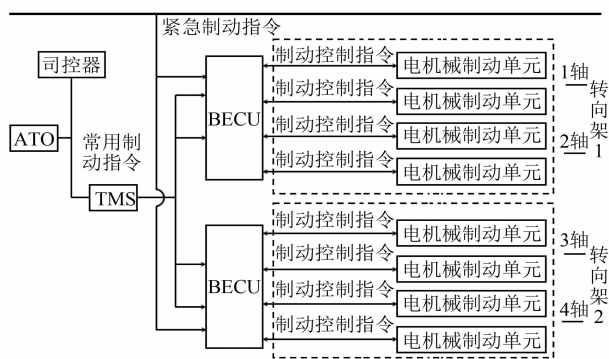 紧急制动指令
司控器
ATO
常用制
动指令
TMS
BECU
制动控制指令
电机械制动单元
制动控制指令
电机械制动单元
制动控制指令
电机械制动单元
制动控制指令
电机械制动单元
1轴
2轴
转向架1
BECU
制动控制指令
电机械制动单元
制动控制指令
电机械制动单元
制动控制指令
电机械制动单元
制动控制指令
电机械制动单元
3轴
4轴
转向架2